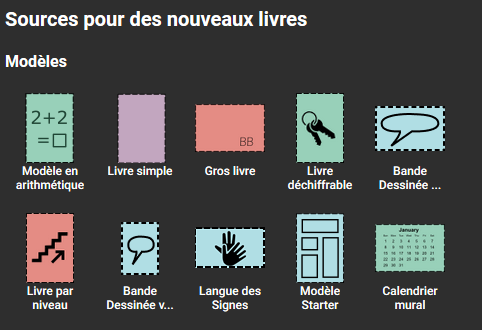 Sources pour des nouveaux livres
Modèles
2+2
=□
BB
Modèle en
arithmétique
Livre simple
Gros livre
Livre
déchiffrable
Bande
Dessinée ...
January
Livre par
niveau
Bande
Dessinée v...
Langue des
Signes
Modèle
Starter
Calendrier
mural